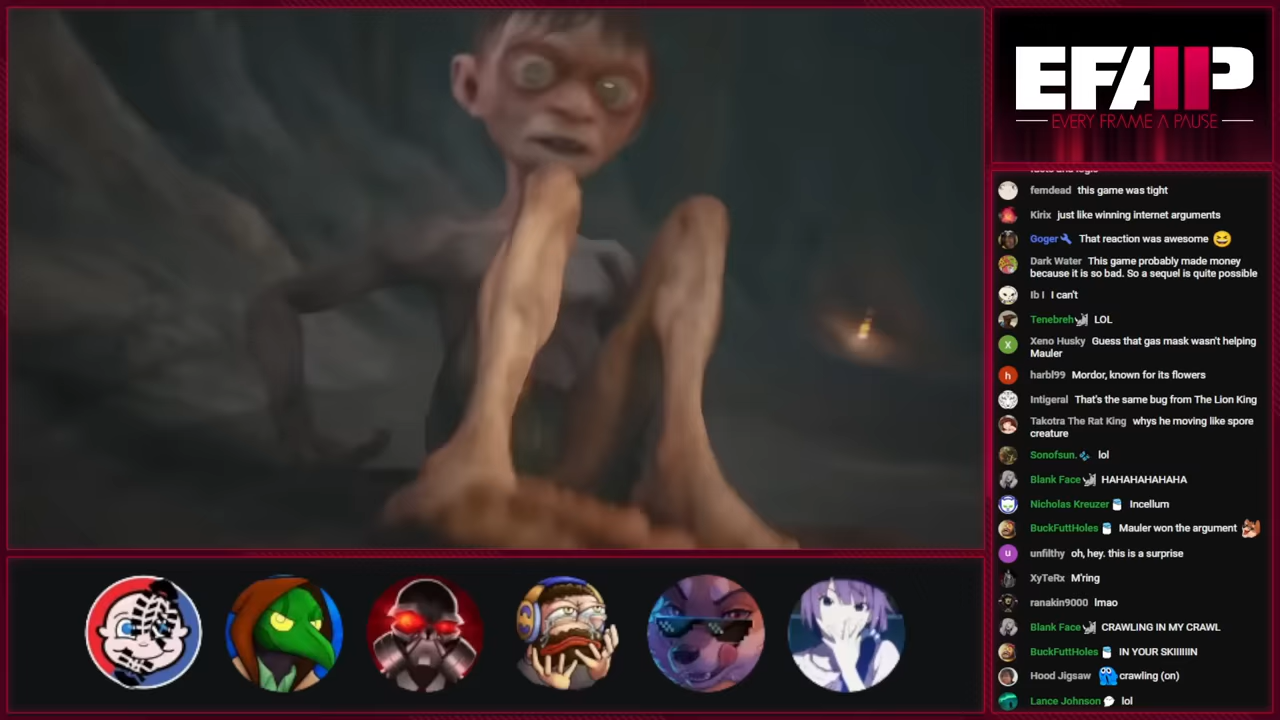 EFAP
EVERY FRAME A PAUSE
femdead this game was tight
Kirix just like winning internet arguments
Goger That reaction was awesome
Dark Water This game probably made money
because it is so bad. So a sequel is quite possible
Ib I I can't
Tenebreh LOL
X
Xeno Husky Guess that gas mask wasn't helping
Mauler
h
harbl99 Mordor, known for its flowers
Intigeral That's the same bug from The Lion King
Takotra The Rat King whys he moving like spore
creature
Sonofsun. lol
Blank Face HAHAHAHAHAHA
Nicholas Kreuzer Incellum
BuckFuttHoles Mauler won the argument
u
unfilthy oh, hey. this is a surprise
XyTeRx M'ring
ranakin9000 lmao
Blank Face CRAWLING IN MY CRAWL
BuckFuttHoles IN YOUR SKIIIIIIN
Hood Jigsaw crawling (on)
Lance Johnson lol